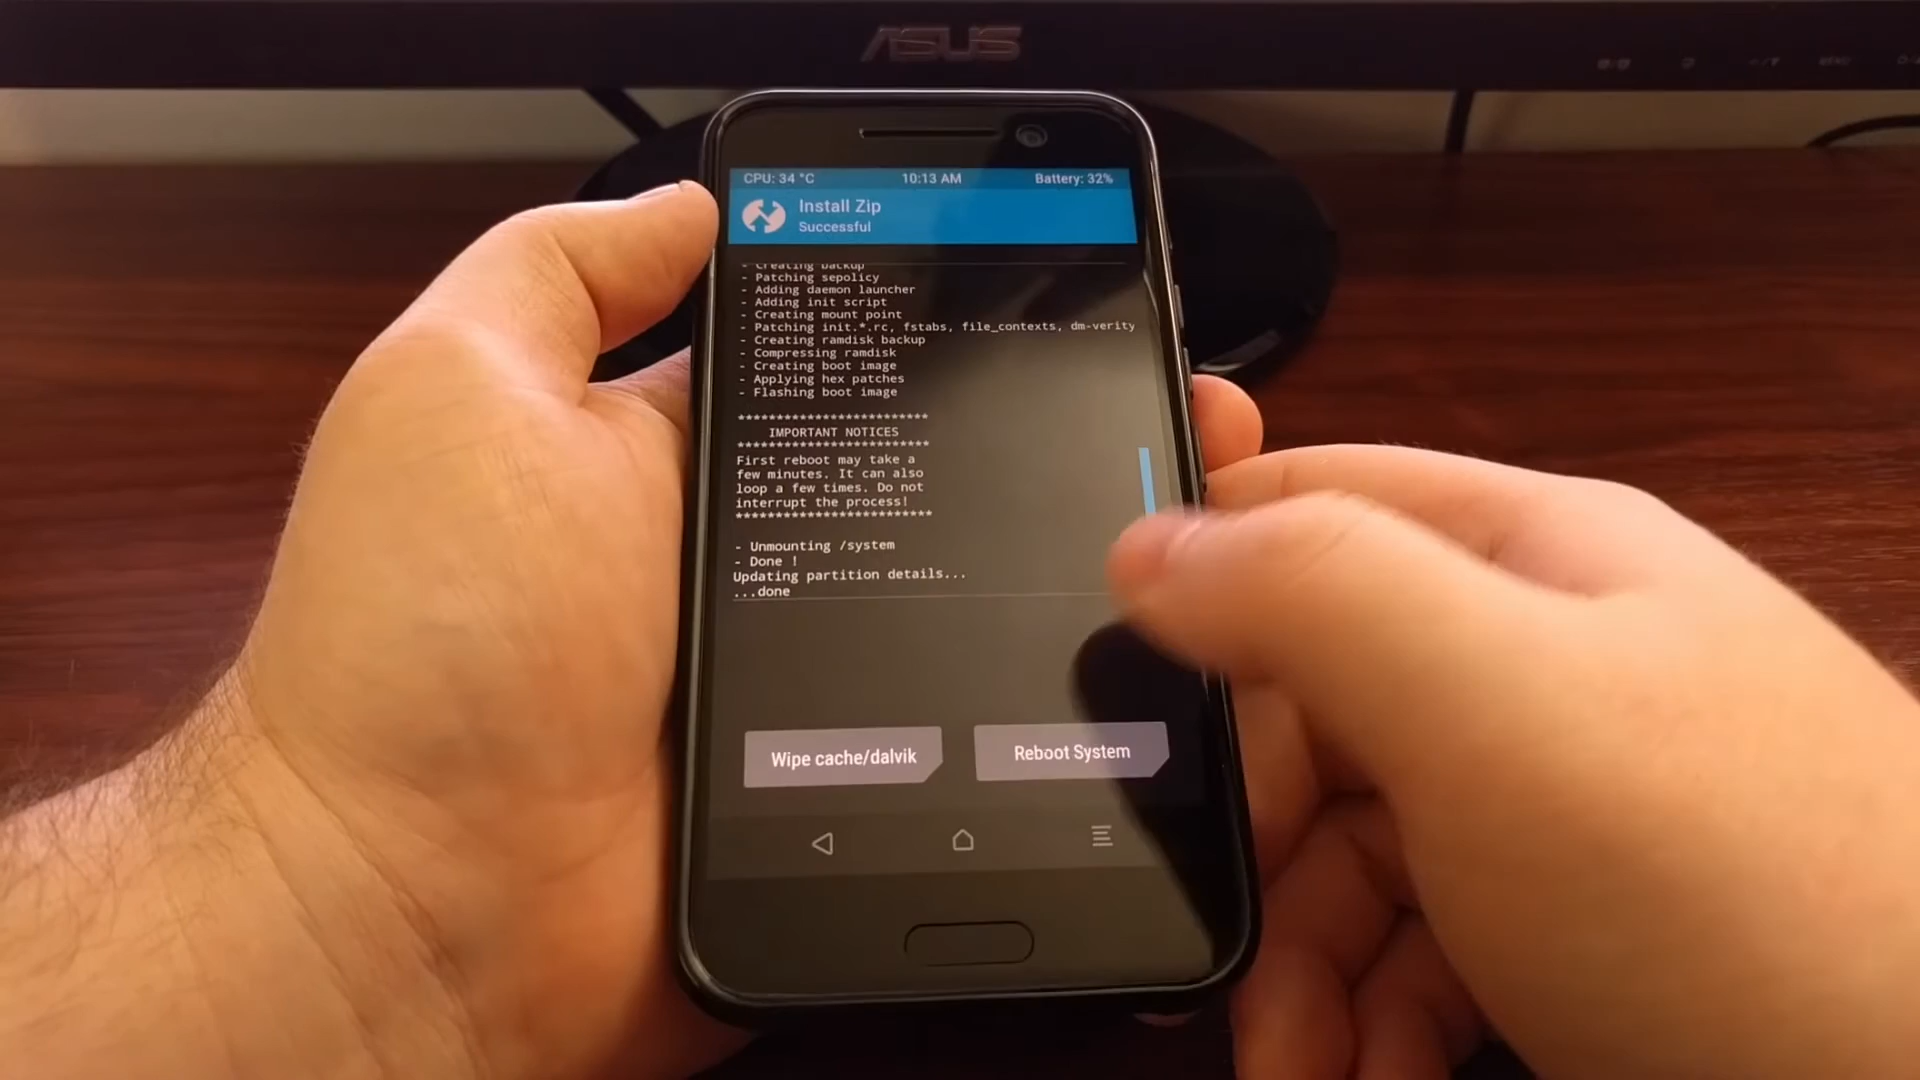 ASUS
CPU: 34 °C 10:13 AM Battery: 32%
Install Zip
Successful
- Creating backup
- Patching sepolicy
- Adding daemon launcher
- Adding init script
- Creating mount point
- Patching init.*.rc, fstabs, file_contexts, dm-verity
- Creating ramdisk backup
- Compressing ramdisk
- Creating boot image
- Applying hex patches
- Flashing boot image
**************************
IMPORTANT NOTICES
**************************
First reboot may take a
few minutes. It can also
loop a few times. Do not
interrupt the process!
**************************
- Unmounting /system
- Done !
Updating partition details...
...done
Wipe cache/dalvik
Reboot System